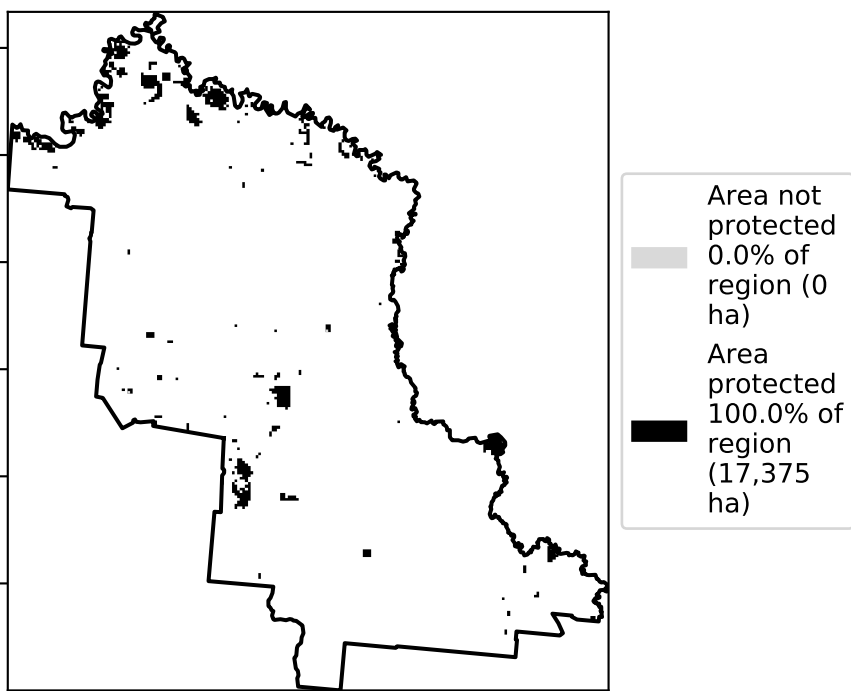 Area not
protected
0.0% of
region (0
ha)
Area
protected
100.0% of
region
(17,375
ha)